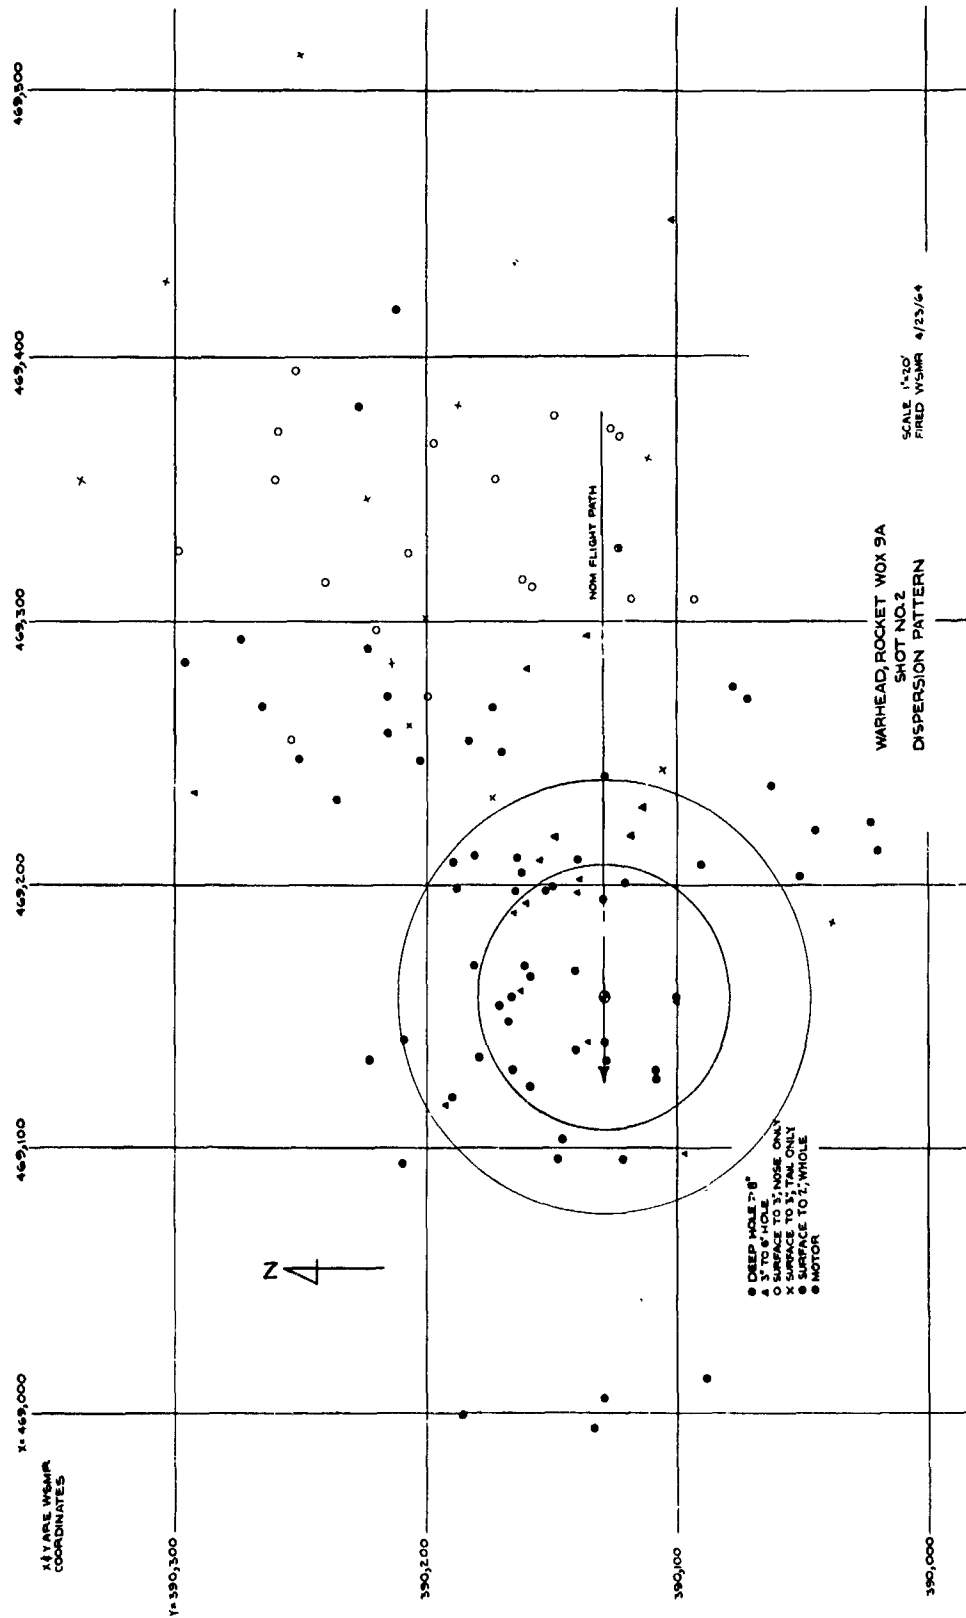 X & Y ARE WSMR
COORDINATES
X= 469,000
469,100
469,200
469,300
469,400
469,500
Y= 390,300
390,200
390,100
390,000
N
NOM FLIGHT PATH
● DEEP HOLE >8"
▲ 3" TO 6" HOLE
O SURFACE TO 3", NOSE ONLY
X SURFACE TO 3", TAIL ONLY
● SURFACE TO 2", WHOLE
● MOTOR
WARHEAD, ROCKET WOX 9A
SHOT NO.2
DISPERSION PATTERN
SCALE 1"=20'
FIRED WSMR 4/23/64